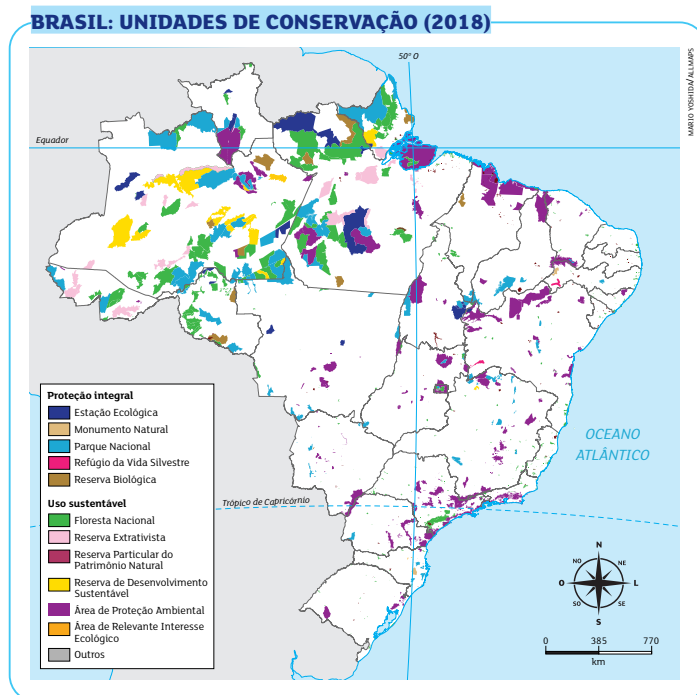 BRASIL: UNIDADES DE CONSERVAÇÃO (2018)
MÁRIO YOSHIDA/ALLMAPS
50° O
Equador
Proteção integral
Estação Ecológica
Monumento Natural
Parque Nacional
Refúgio da Vida Silvestre
Reserva Biológica
Uso sustentável
Floresta Nacional
Reserva Extrativista
Reserva Particular do
Patrimônio Natural
Reserva de Desenvolvimento
Sustentável
Área de Proteção Ambiental
Área de Relevante Interesse
Ecológico
Outros
OCEANO
ATLÂNTICO
Trópico de Capricórnio
N
NO
NE
O
L
SO
SE
S
0 385 770
km